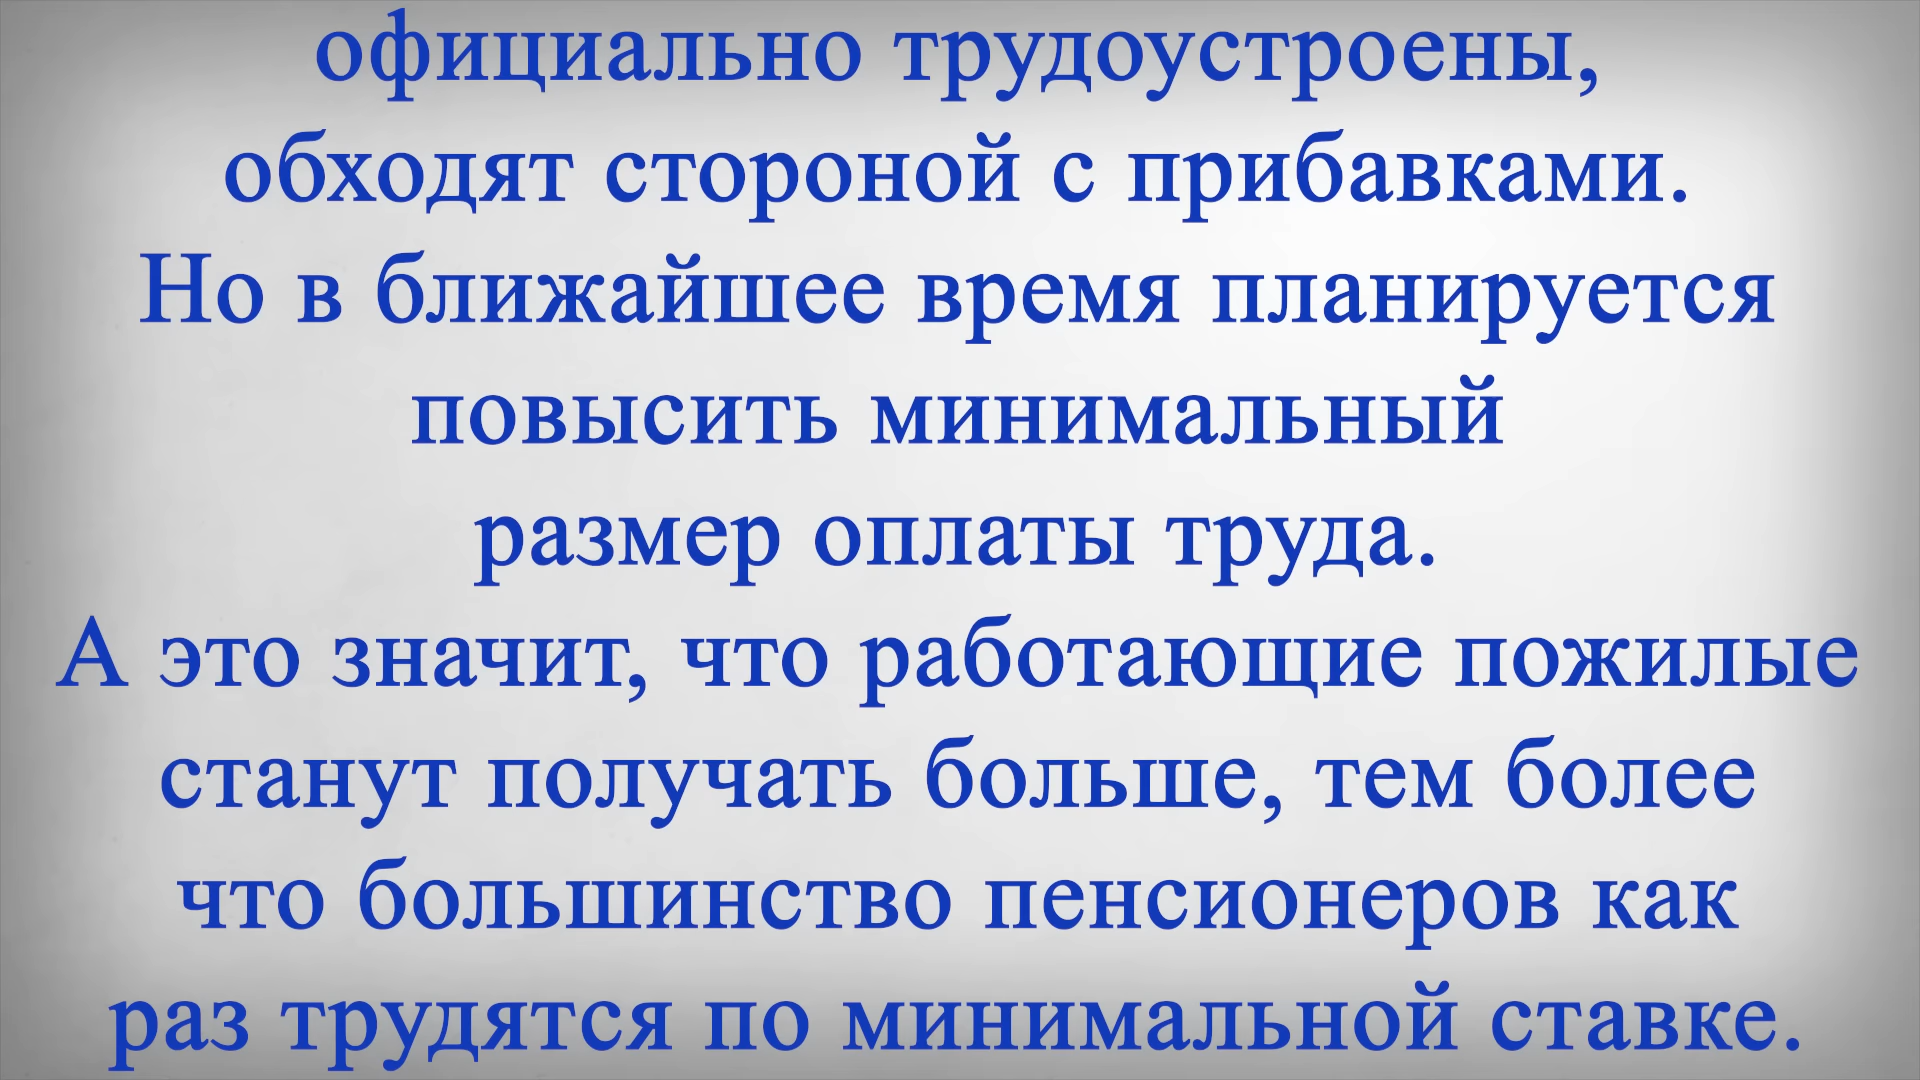 официально трудоустроены,
обходят стороной с прибавками.
Но в ближайшее время планируется
повысить минимальный
размер оплаты труда.
А это значит, что работающие пожилые
станут получать больше, тем более
что большинство пенсионеров как
раз трудятся по минимальной ставке.